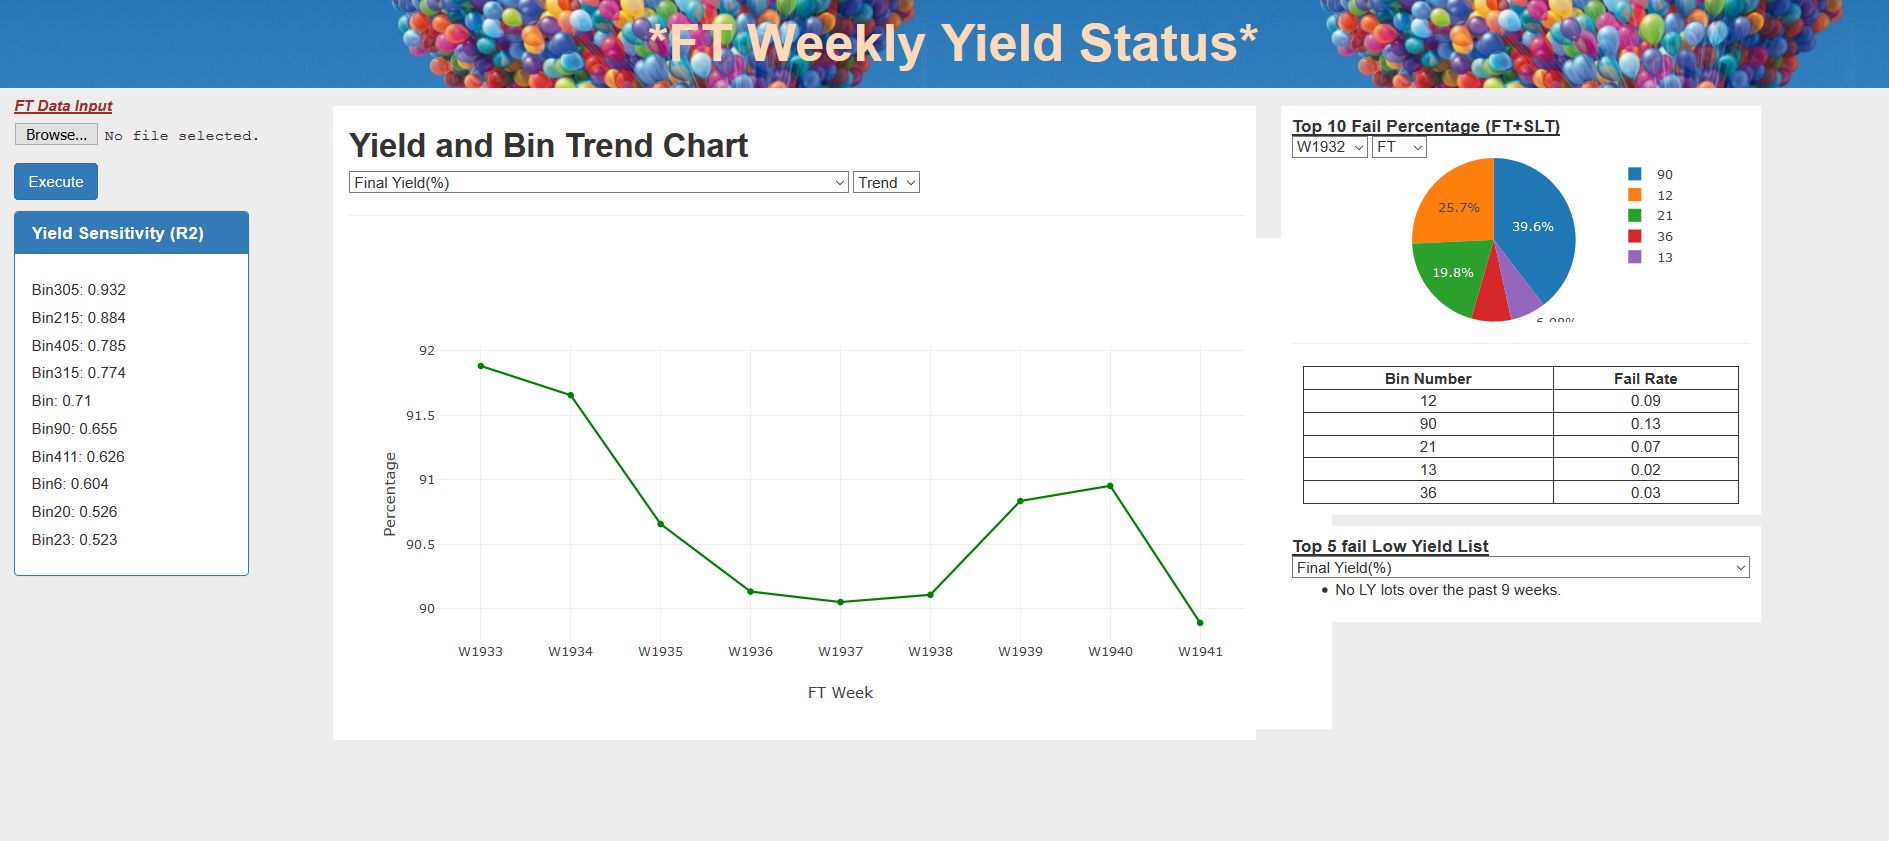 *FT Weekly Yield Status*
FT Data Input
Browse... No file selected.
Execute
Yield Sensitivity (R2)
Bin305: 0.932
Bin215: 0.884
Bin405: 0.785
Bin315: 0.774
Bin: 0.71
Bin90: 0.655
Bin411: 0.626
Bin6: 0.604
Bin20: 0.526
Bin23: 0.523
Yield and Bin Trend Chart
Final Yield(%) Trend
92
91.5
91
90.5
90
Percentage
W1933 W1934 W1935 W1936 W1937 W1938 W1939 W1940 W1941
FT Week
Top 10 Fail Percentage (FT+SLT)
W1932 FT
25.7%
39.6%
19.8%
6.98%
90
12
21
36
13
Bin Number Fail Rate
12 0.09
90 0.13
21 0.07
13 0.02
36 0.03
Top 5 fail Low Yield List
Final Yield(%)
• No LY lots over the past 9 weeks.